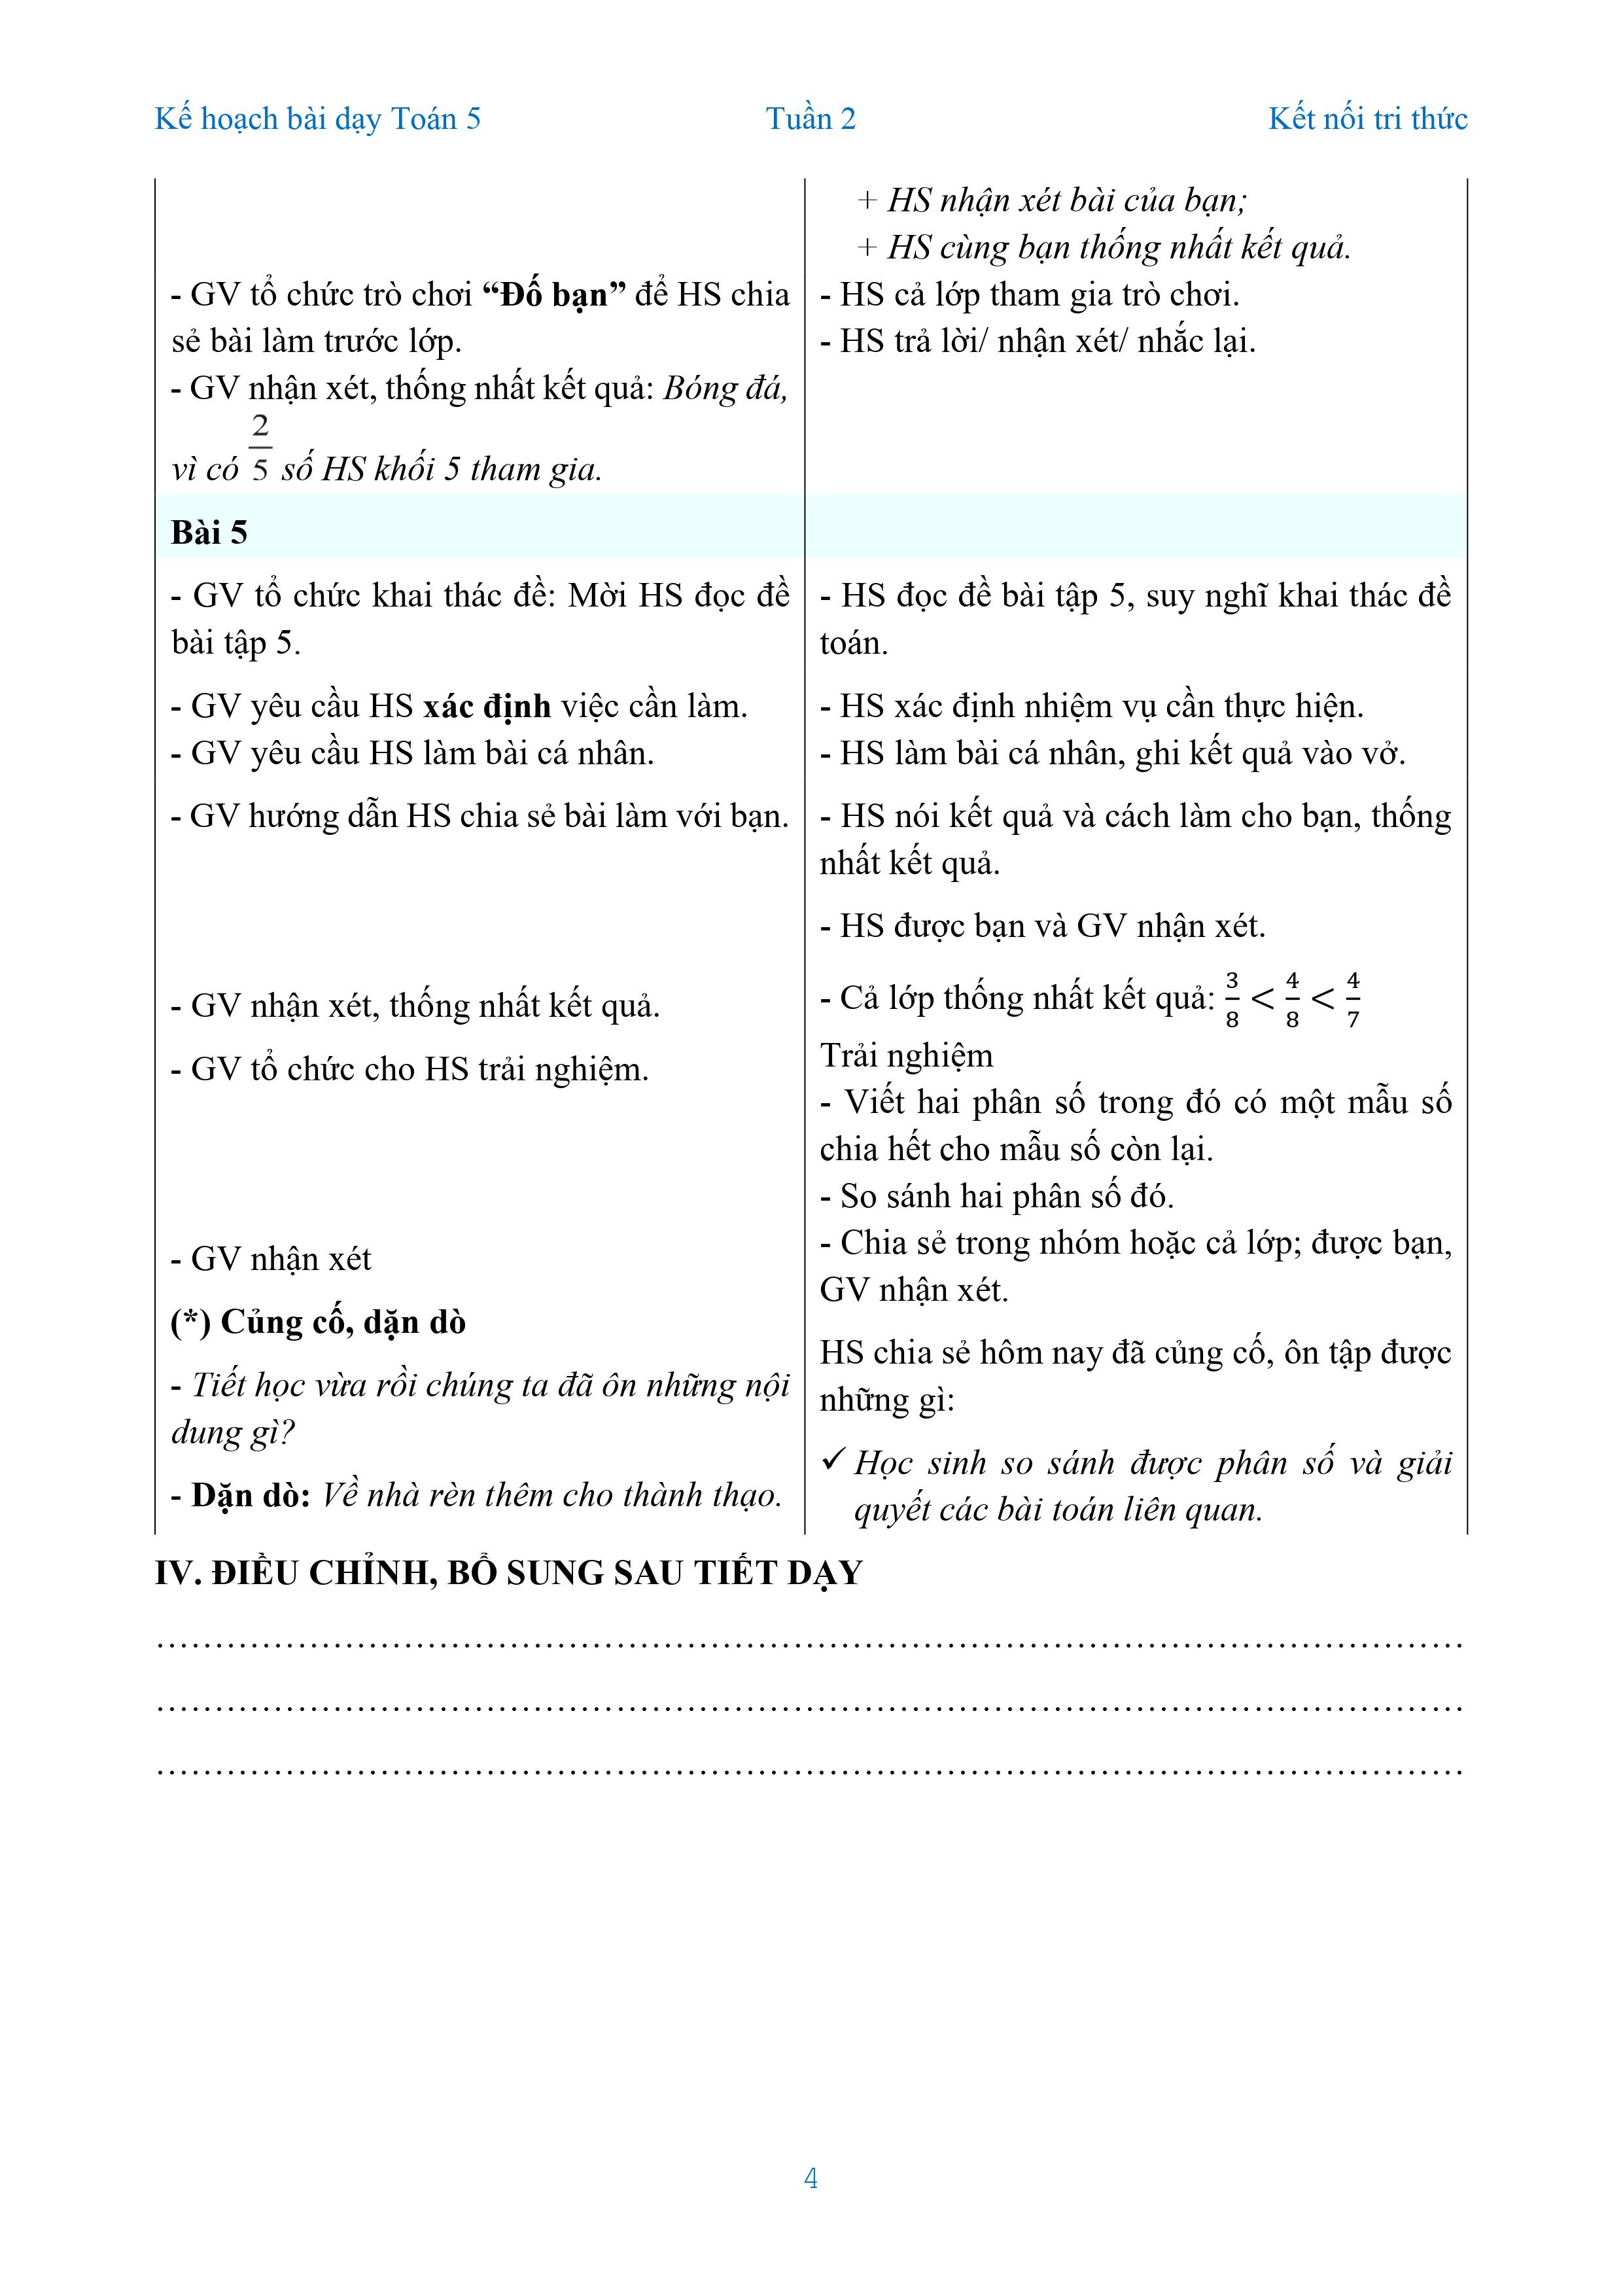 Kế hoạch bài dạy Toán 5 Tuần 2 Kết nối tri thức
+ HS nhận xét bài của bạn;
+ HS cùng bạn thống nhất kết quả.
- GV tổ chức trò chơi “Đố bạn” để HS chia
sẻ bài làm trước lớp.
- GV nhận xét, thống nhất kết quả: Bóng đá,
vì có 2/5 số HS khối 5 tham gia.
- HS cả lớp tham gia trò chơi.
- HS trả lời/ nhận xét/ nhắc lại.
Bài 5
- GV tổ chức khai thác đề: Mời HS đọc đề
bài tập 5.
- HS đọc đề bài tập 5, suy nghĩ khai thác đề
toán.
- GV yêu cầu HS xác định việc cần làm.
- GV yêu cầu HS làm bài cá nhân.
- HS xác định nhiệm vụ cần thực hiện.
- HS làm bài cá nhân, ghi kết quả vào vở.
- GV hướng dẫn HS chia sẻ bài làm với bạn.
- GV nhận xét, thống nhất kết quả.
- GV tổ chức cho HS trải nghiệm.
- GV nhận xét
(*) Củng cố, dặn dò
- Tiết học vừa rồi chúng ta đã ôn những nội
dung gì?
- Dặn dò: Về nhà rèn thêm cho thành thạo.
- HS nói kết quả và cách làm cho bạn, thống
nhất kết quả.
- HS được bạn và GV nhận xét.
- Cả lớp thống nhất kết quả: 3/8 < 4/8 < 4/7
Trải nghiệm
- Viết hai phân số trong đó có một mẫu số
chia hết cho mẫu số còn lại.
- So sánh hai phân số đó.
- Chia sẻ trong nhóm hoặc cả lớp; được bạn,
GV nhận xét.
HS chia sẻ hôm nay đã củng cố, ôn tập được
những gì:
✓ Học sinh so sánh được phân số và giải
quyết các bài toán liên quan.
IV. ĐIỀU CHỈNH, BỔ SUNG SAU TIẾT DẠY
……………………………………………………………………………………………
……………………………………………………………………………………………
……………………………………………………………………………………………
4